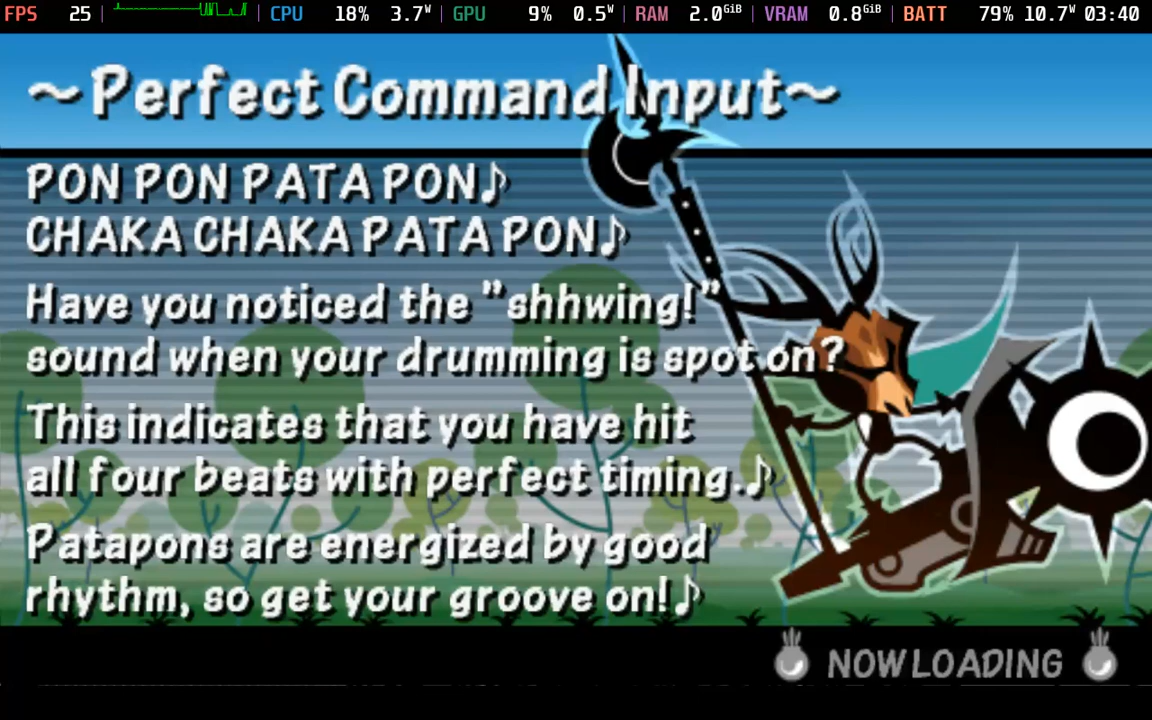 FPS 25 CPU 18% 3.7W GPU 9% 0.5W RAM 2.0GiB VRAM 0.8GiB BATT 79% 10.7W 03:40
~Perfect Command Input~
PON PON PATA PON♪
CHAKA CHAKA PATA PON♪
Have you noticed the "shhwing!"
sound when your drumming is spot on?
This indicates that you have hit
all four beats with perfect timing.♪
Patapons are energized by good
rhythm, so get your groove on!♪
NOW LOADING